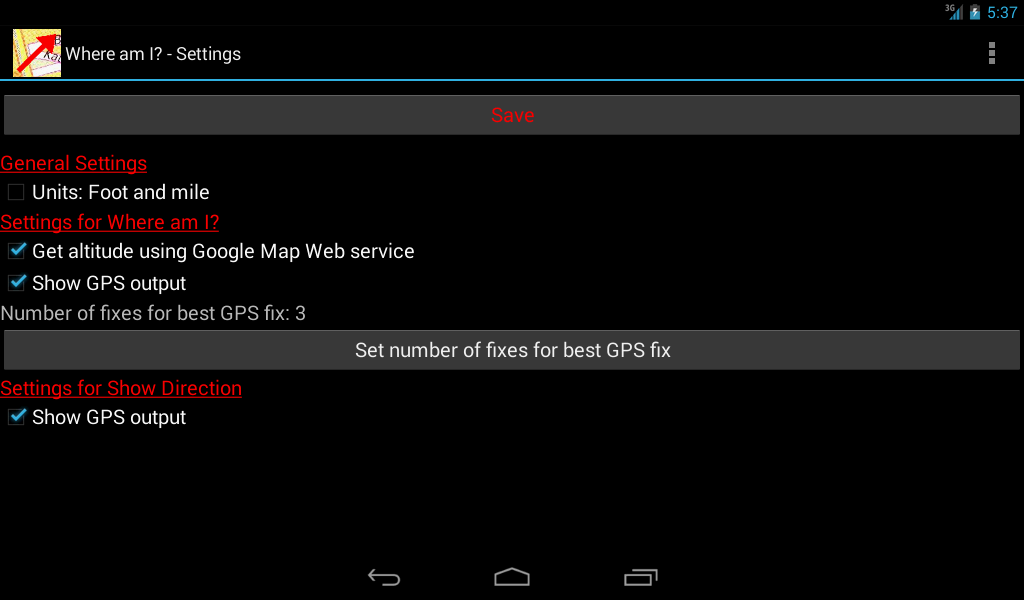 3G 5:37
Where am I? - Settings
Save
General Settings
Units: Foot and mile
Settings for Where am I?
Get altitude using Google Map Web service
Show GPS output
Number of fixes for best GPS fix: 3
Set number of fixes for best GPS fix
Settings for Show Direction
Show GPS output